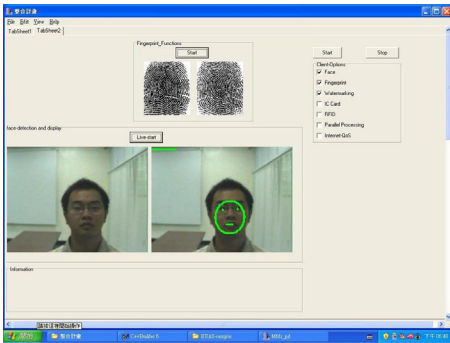 整合計畫
File Edit View Help
TabSheet1 TabSheet2
Fingerprint_Functions
Start
Start Stop
Client-Options
Face
Fingerprint
Watermarking
IC Card
RFID
Parallel Processing
Internet-QoS
face detection and display
Live-start
Information
開始 整合計畫 C++Builder 6